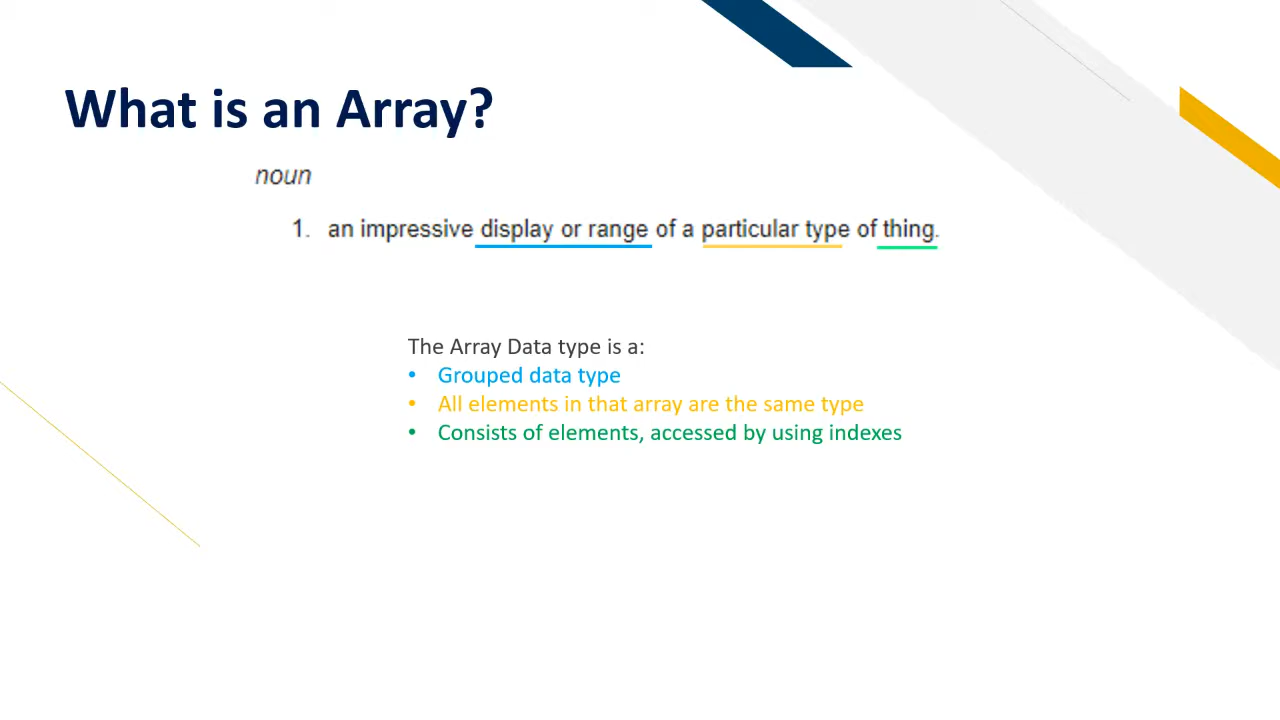 What is an Array?
noun
1. an impressive display or range of a particular type of thing.
The Array Data type is a:
• Grouped data type
• All elements in that array are the same type
• Consists of elements, accessed by using indexes